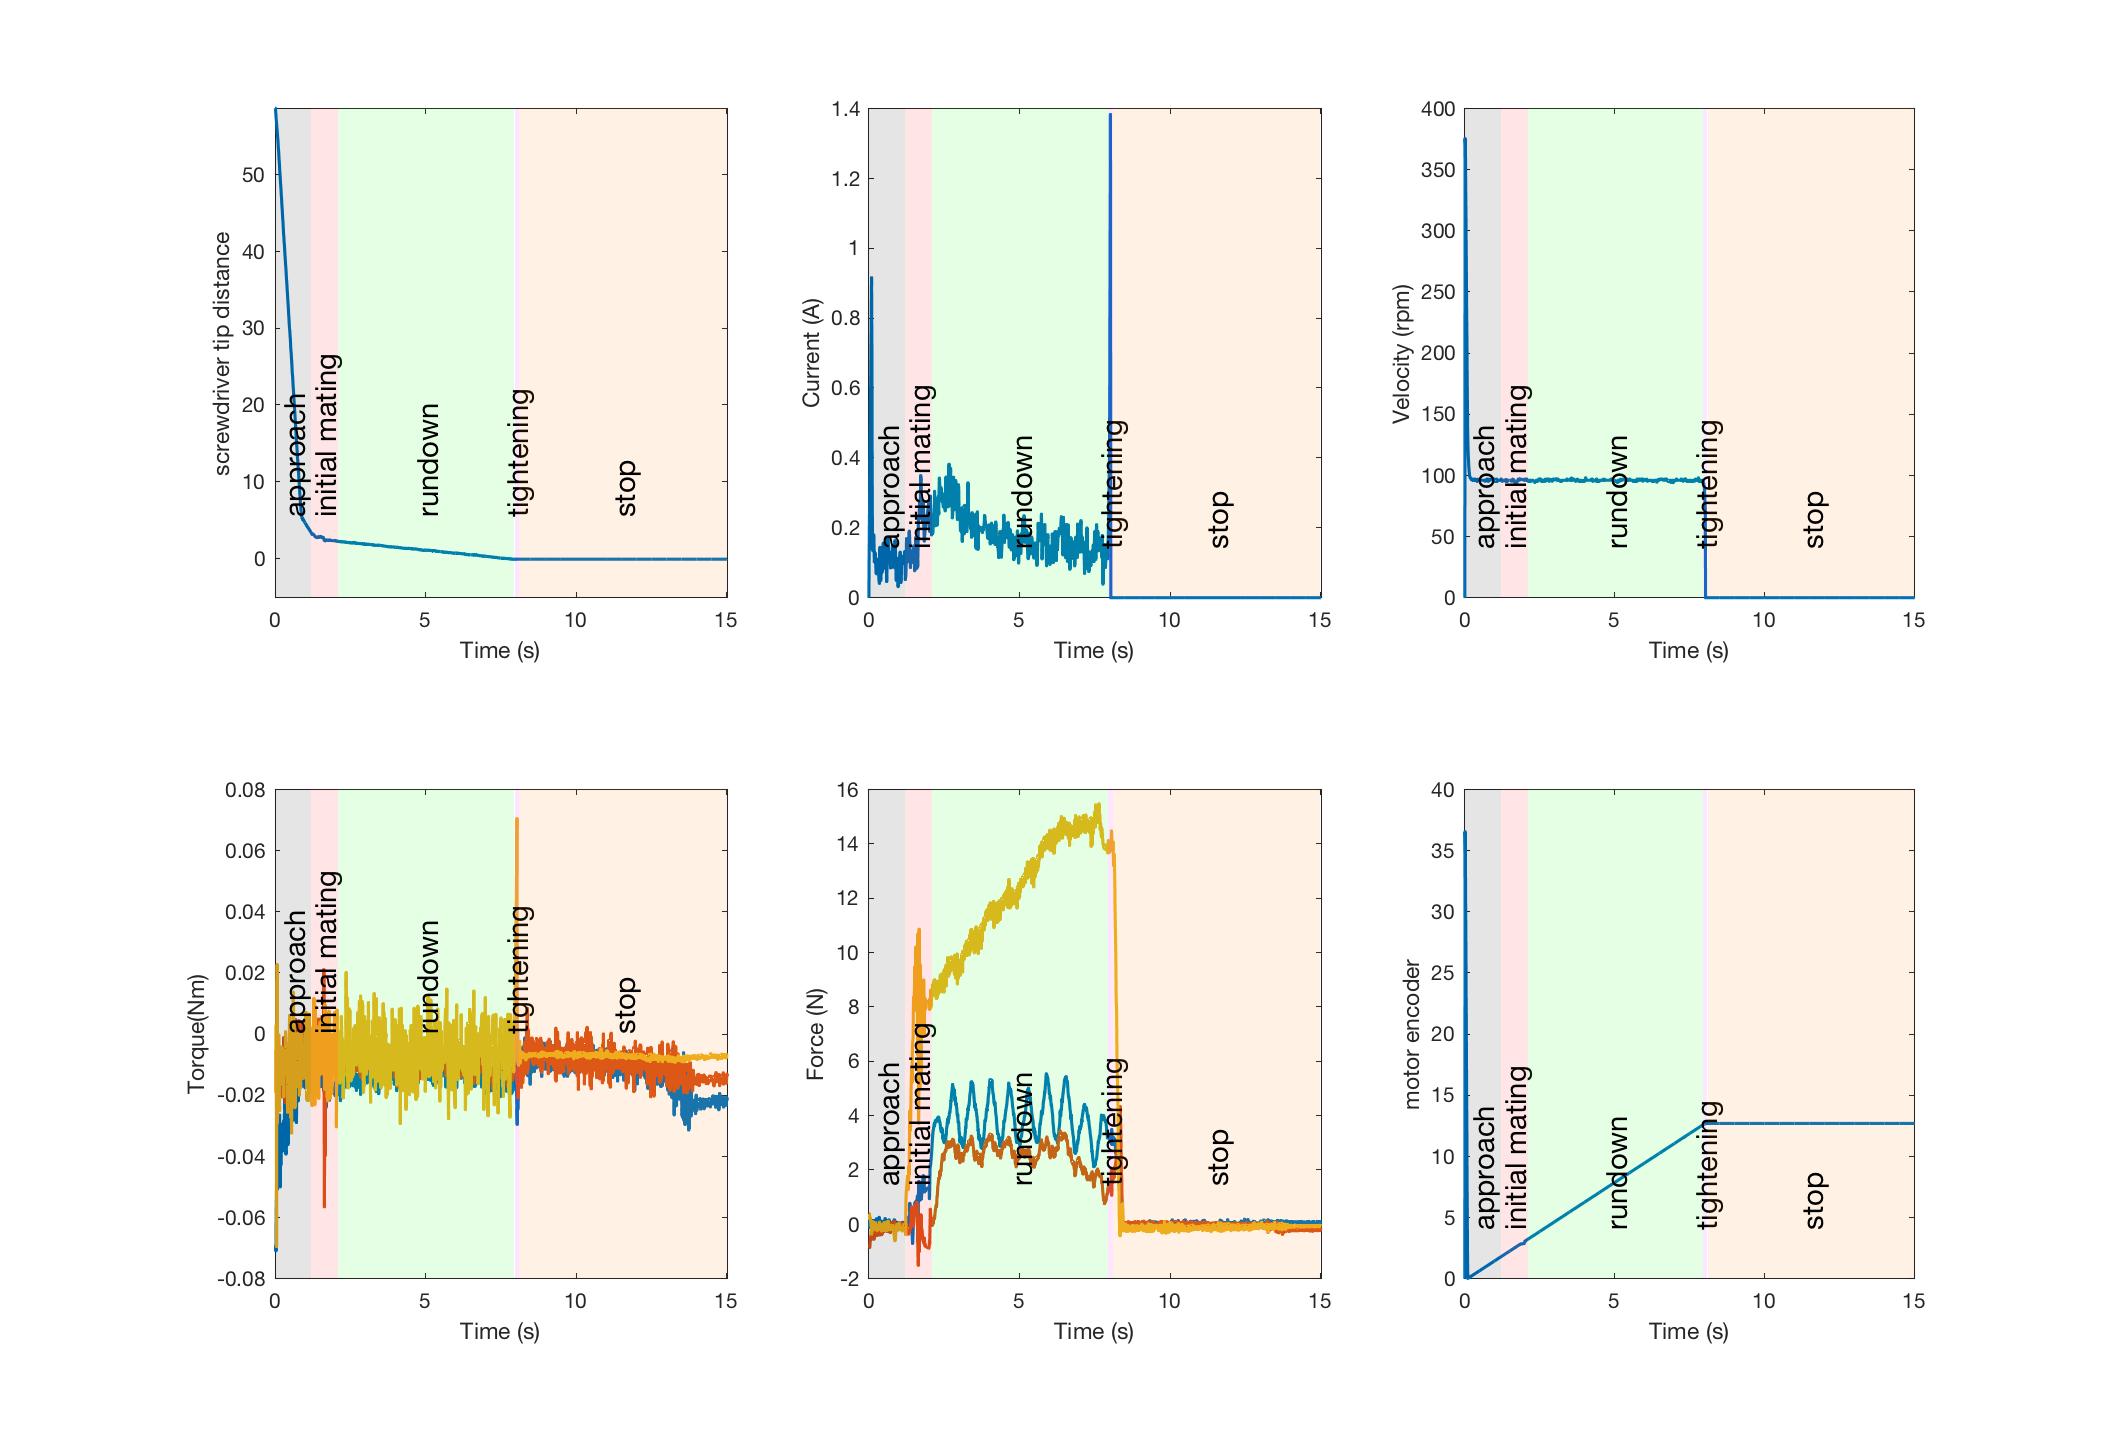 screwdriver tip distance
50
40
30
20
10
0
approach
initial mating
rundown
tightening
stop
0 5 10 15
Time (s)
Current (A)
1.4
1.2
1
0.8
0.6
0.4
0.2
0
approach
initial mating
rundown
tightening
stop
0 5 10 15
Time (s)
Velocity (rpm)
400
350
300
250
200
150
100
50
0
approach
initial mating
rundown
tightening
stop
0 5 10 15
Time (s)
Torque(Nm)
0.08
0.06
0.04
0.02
0
-0.02
-0.04
-0.06
-0.08
approach
initial mating
rundown
tightening
stop
0 5 10 15
Time (s)
Force (N)
16
14
12
10
8
6
4
2
0
-2
approach
initial mating
rundown
tightening
stop
0 5 10 15
Time (s)
motor encoder
40
35
30
25
20
15
10
5
0
approach
initial mating
rundown
tightening
stop
0 5 10 15
Time (s)